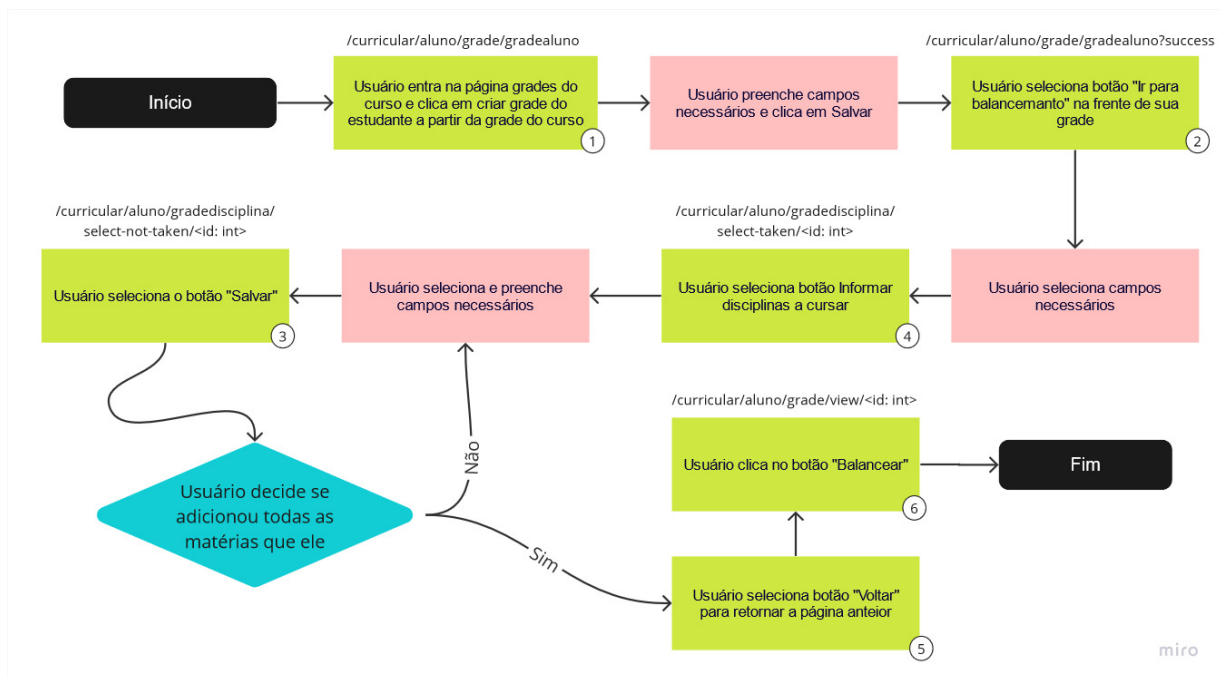 /curricular/aluno/grade/gradealuno
/curricular/aluno/grade/gradealuno?success
Início
Usuário entra na página grades do
curso e clica em criar grade do
estudante a partir da grade do curso
1
Usuário preenche campos
necessários e clica em Salvar
Usuário seleciona botão "Ir para
balancemanto" na frente de sua
grade
2
/curricular/aluno/gradedisciplina/
select-not-taken/<id: int>
/curricular/aluno/gradedisciplina/
select-taken/<id: int>
Usuário seleciona o botão "Salvar"
3
Usuário seleciona e preenche
campos necessários
Usuário seleciona botão Informar
disciplinas a cursar
4
Usuário seleciona campos
necessários
/curricular/aluno/grade/view/<id: int>
Usuário clica no botão "Balancear"
6
Fim
Não
Usuário decide se
adicionou todas as
matérias que ele
Sim
Usuário seleciona botão "Voltar"
para retornar a página anteior
5
miro